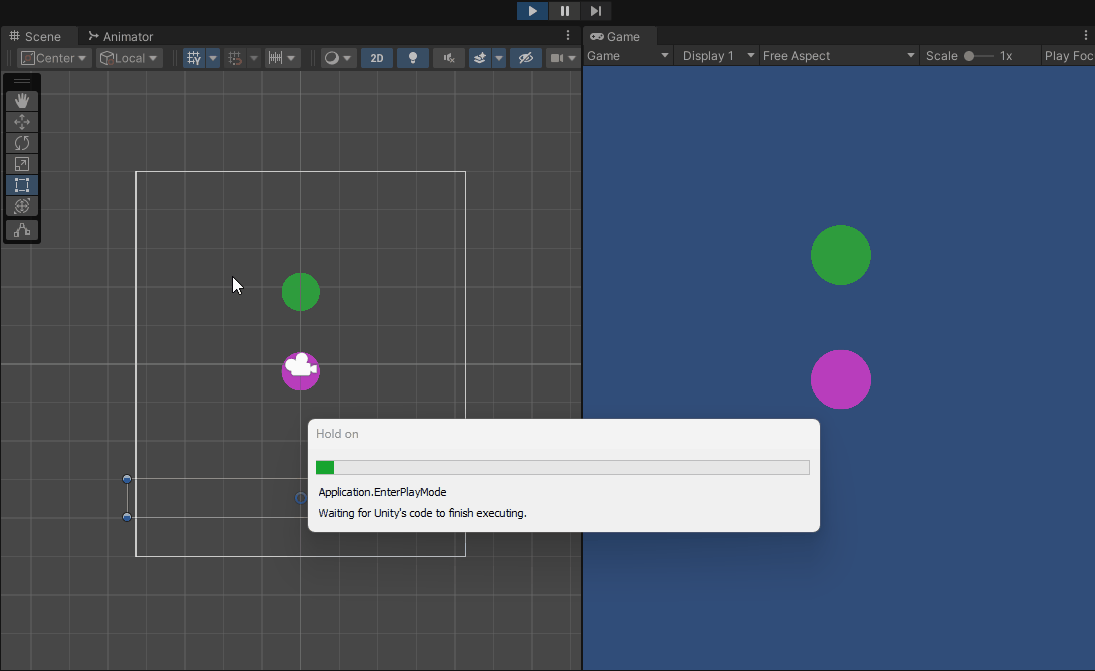 Scene
Animator
Game
Center
Local
2D
Game
Display 1
Free Aspect
Scale
1x
Play Foc
Hold on
Application.EnterPlayMode
Waiting for Unity's code to finish executing.